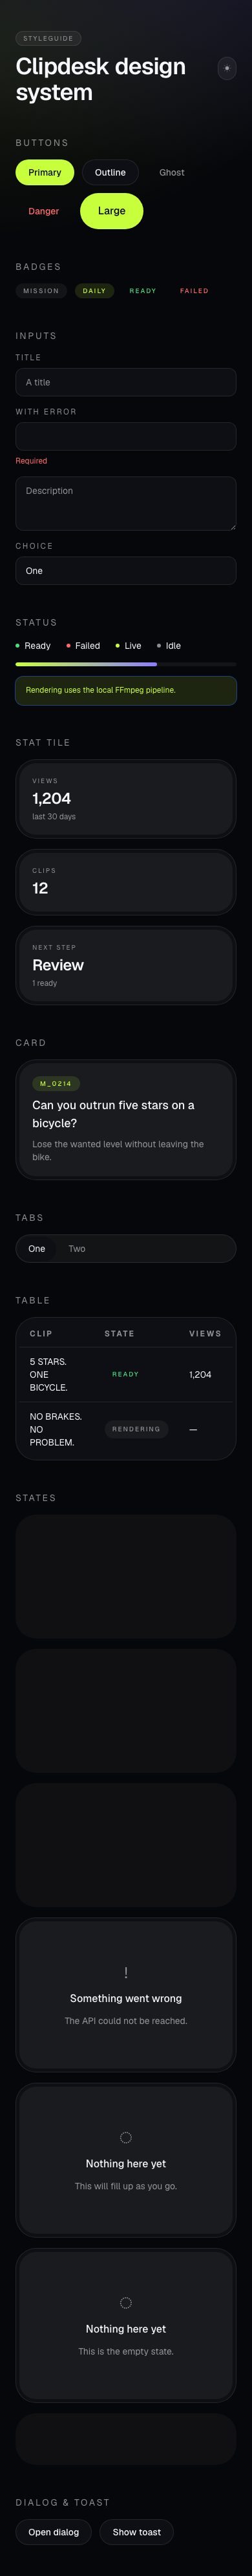 STYLEGUIDE
Clipdesk design
system
BUTTONS
Primary
Outline
Ghost
Danger
Large
BADGES
MISSION
DAILY
READY
FAILED
INPUTS
TITLE
A title
WITH ERROR
Required
Description
CHOICE
One
STATUS
Ready
Failed
Live
Idle
Rendering uses the local FFmpeg pipeline.
STAT TILE
VIEWS
1,204
last 30 days
CLIPS
12
NEXT STEP
Review
1 ready
CARD
M_0214
Can you outrun five stars on a
bicycle?
Lose the wanted level without leaving the
bike.
TABS
One
Two
TABLE
CLIP
STATE
VIEWS
5 STARS.
ONE
BICYCLE.
READY
1,204
NO BRAKES.
NO
PROBLEM.
RENDERING
—
STATES
!
Something went wrong
The API could not be reached.
Nothing here yet
This will fill up as you go.
Nothing here yet
This is the empty state.
DIALOG & TOAST
Open dialog
Show toast